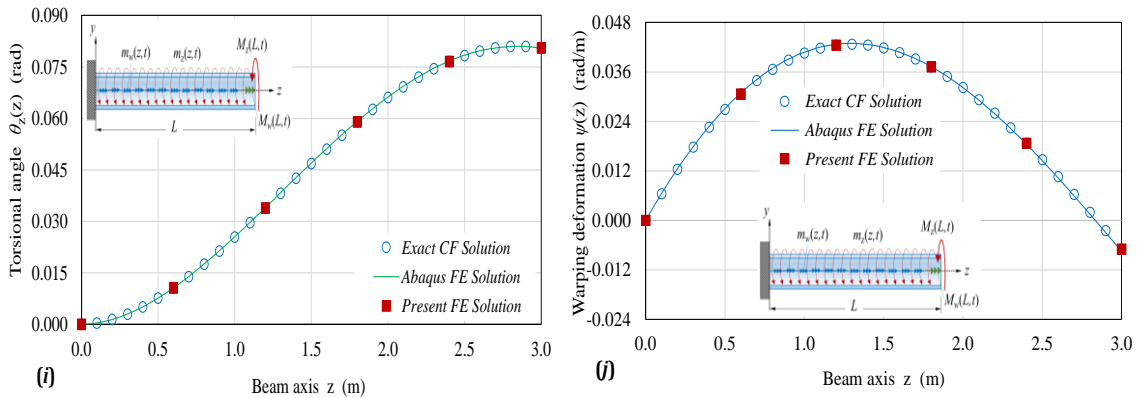 0.090
0.075
0.060
0.045
0.030
0.015
0.000
Torsional angle θz(z) (rad)
y
mw(z,t)
mz(z,t)
Mz(L,t)
z
L
Mw(L,t)
Exact CF Solution
Abaqus FE Solution
Present FE Solution
0.0 0.5 1.0 1.5 2.0 2.5 3.0
Beam axis z (m)
(i)
0.048
0.036
0.024
0.012
0.000
-0.012
-0.024
Warping deformation ψ(z) (rad/m)
Exact CF Solution
Abaqus FE Solution
Present FE Solution
y
mw(z,t)
mz(z,t)
Mz(L,t)
z
L
Mw(L,t)
0.0 0.5 1.0 1.5 2.0 2.5 3.0
Beam axis z (m)
(j)